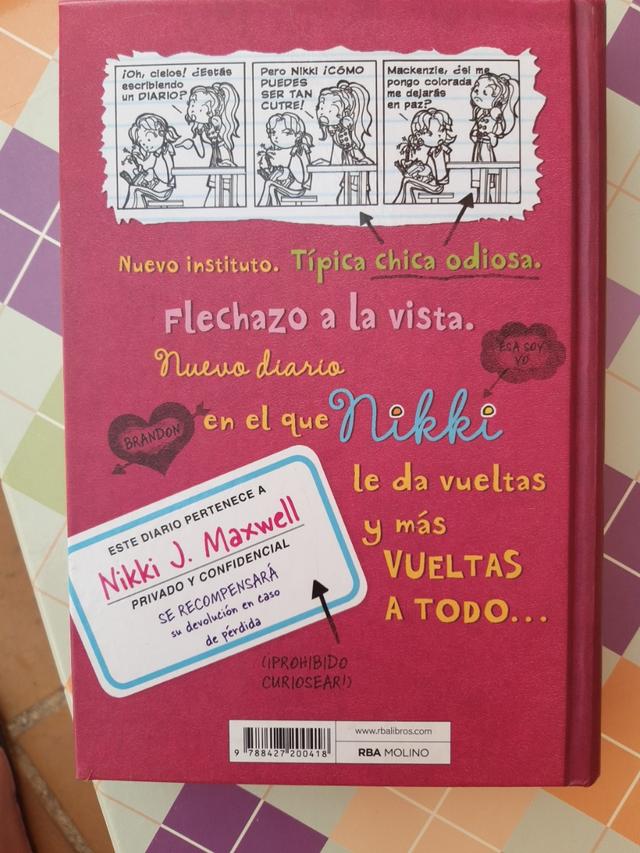 ¡Oh, cielos! ¿Estás
escribiendo
un DIARIO?
Pero Nikki ¡CÓMO
PUEDES
SER TAN
CUTRE!
Mackenzie, ¿si me
pongo colorada
me dejarás
en paz?
Nuevo instituto. Típica chica odiosa.
Flechazo a la vista.
ESA SOY
YO
Nuevo diario
BRANDON
en el que Nikki
le da vueltas
y más
VUELTAS
A TODO...
ESTE DIARIO PERTENECE A
Nikki J. Maxwell
PRIVADO Y CONFIDENCIAL
SE RECOMPENSARÁ
su devolución en caso
de pérdida
(¡PROHIBIDO
CURIOSEAR!)
www.rbalibros.com
RBA MOLINO
9 788427 200418